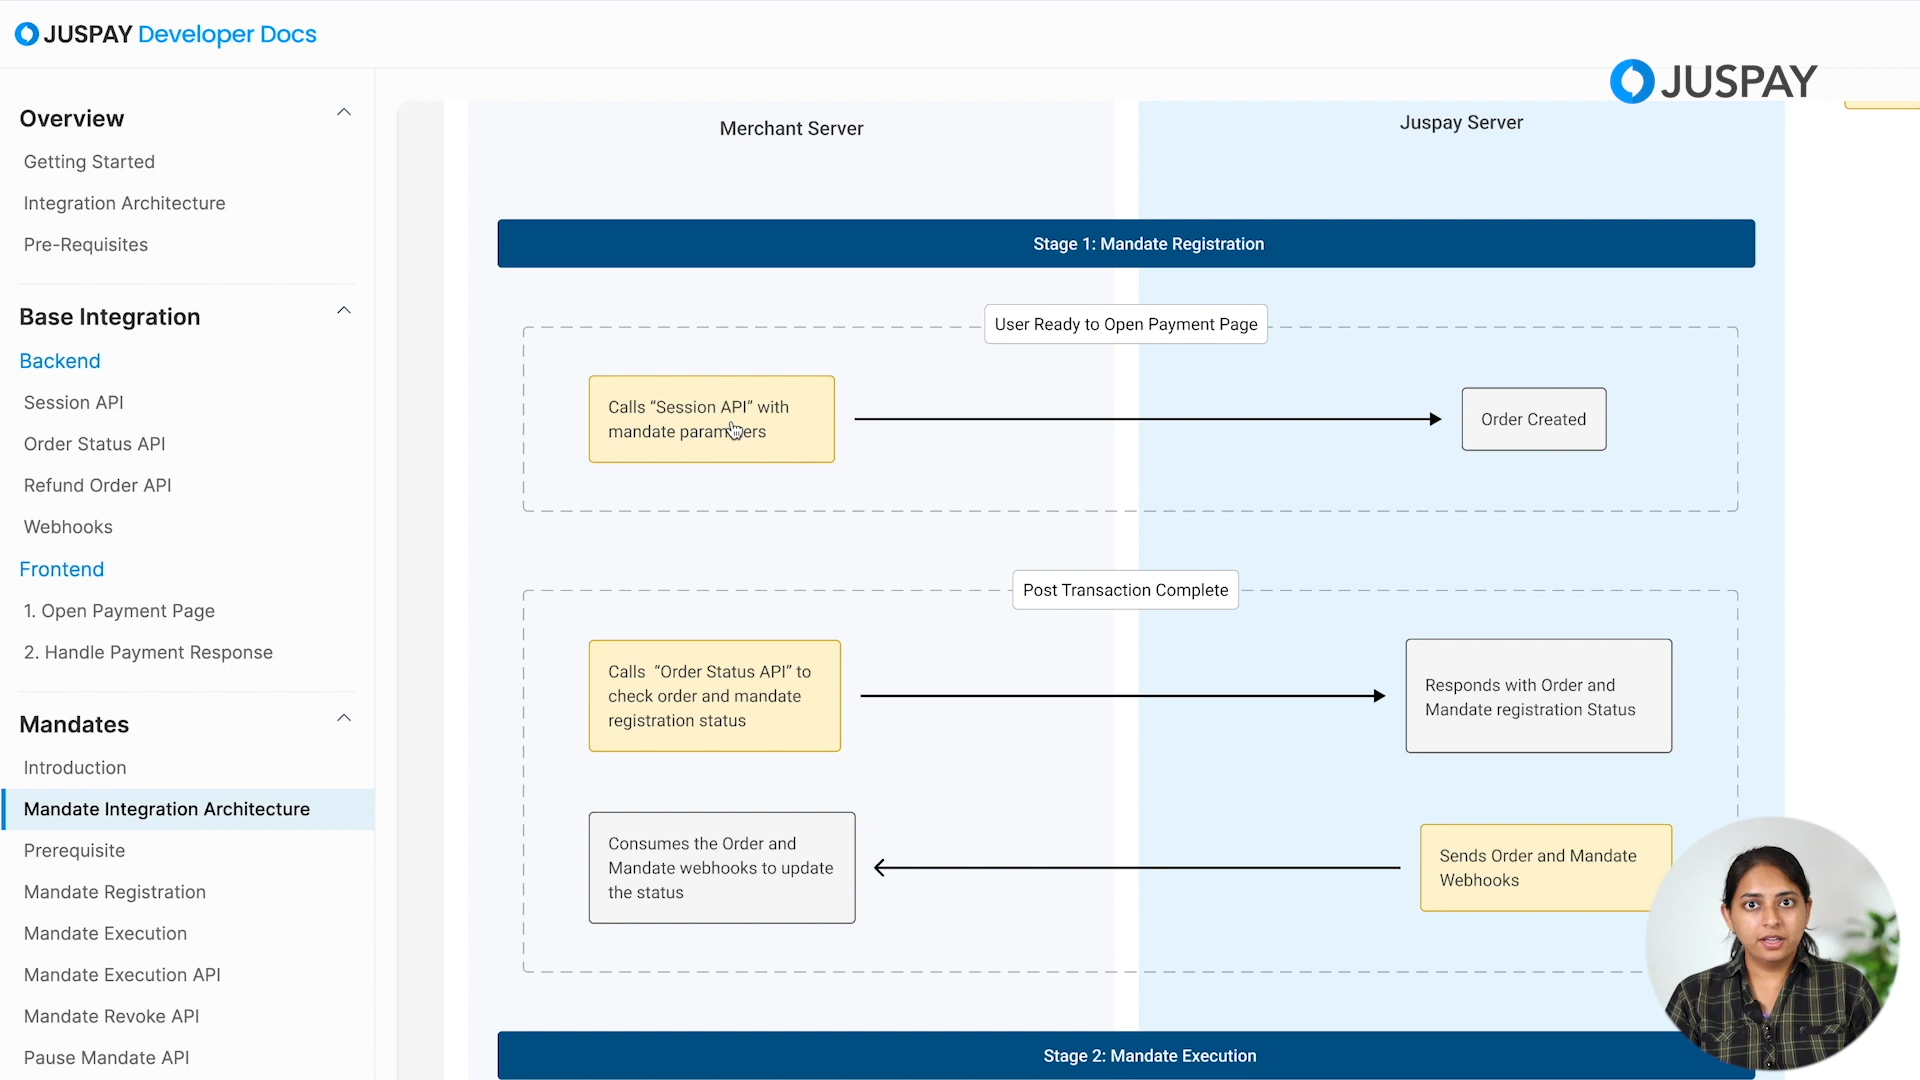 JUSPAY Developer Docs
JUSPAY
Overview
Getting Started
Integration Architecture
Pre-Requisites
Base Integration
Backend
Session API
Order Status API
Refund Order API
Webhooks
Frontend
1. Open Payment Page
2. Handle Payment Response
Mandates
Introduction
Mandate Integration Architecture
Prerequisite
Mandate Registration
Mandate Execution
Mandate Execution API
Mandate Revoke API
Pause Mandate API
Merchant Server
Juspay Server
Stage 1: Mandate Registration
User Ready to Open Payment Page
Calls “Session API” with
mandate parameters
Order Created
Post Transaction Complete
Calls “Order Status API” to
check order and mandate
registration status
Responds with Order and
Mandate registration Status
Consumes the Order and
Mandate webhooks to update
the status
Sends Order and Mandate
Webhooks
Stage 2: Mandate Execution